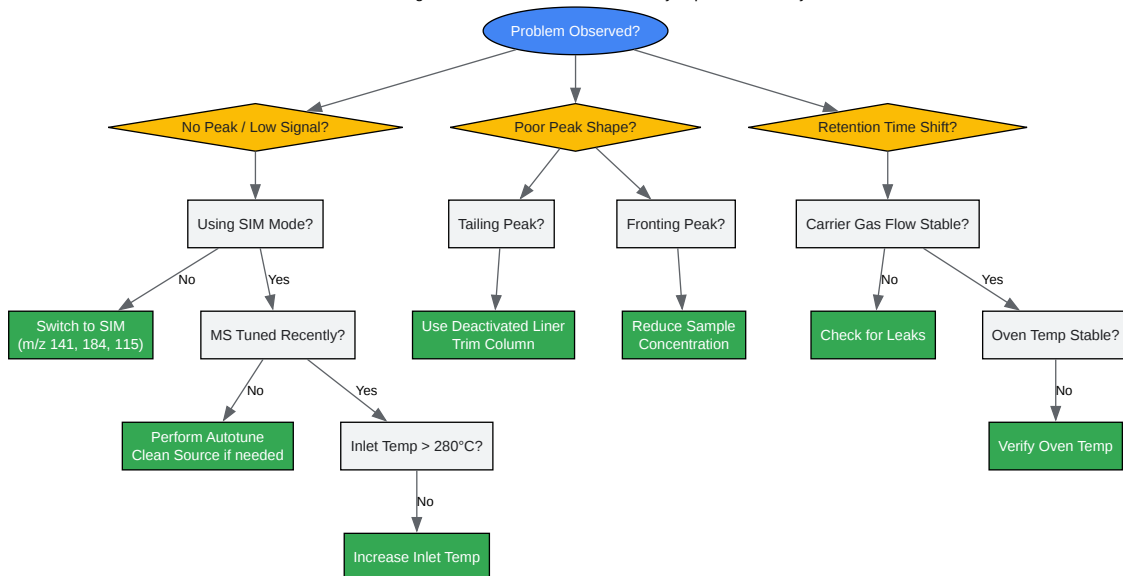 Problem Observed?
No Peak / Low Signal?
Poor Peak Shape?
Retention Time Shift?
Using SIM Mode?
Tailing Peak?
Fronting Peak?
Carrier Gas Flow Stable?
No
Yes
No
Yes
Switch to SIM
(m/z 141, 184, 115)
MS Tuned Recently?
Use Deactivated Liner
Trim Column
Reduce Sample
Concentration
Check for Leaks
Oven Temp Stable?
No
Yes
No
Perform Autotune
Clean Source if needed
Inlet Temp > 280°C?
Verify Oven Temp
No
Increase Inlet Temp